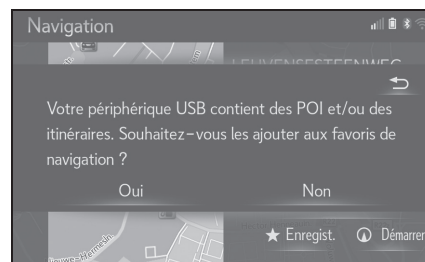 Navigation
LEUVENSESTEENWEG
Votre périphérique USB contient des POI et/ou des
itinéraires. Souhaitez-vous les ajouter aux favoris de
navigation ?
Oui
Non
Enregist.
Démarrer